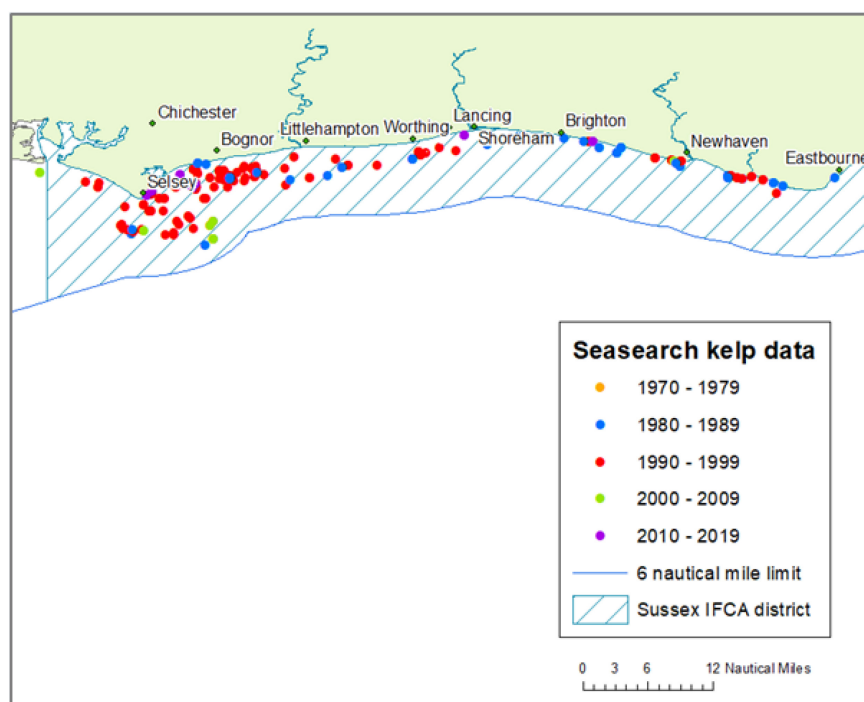 Chichester
Bognor
Littlehampton
Worthing
Lancing
Shoreham
Brighton
Newhaven
Eastbourne
Selsey
Seasearch kelp data
1970 - 1979
1980 - 1989
1990 - 1999
2000 - 2009
2010 - 2019
6 nautical mile limit
Sussex IFCA district
0 3 6 12 Nautical Miles